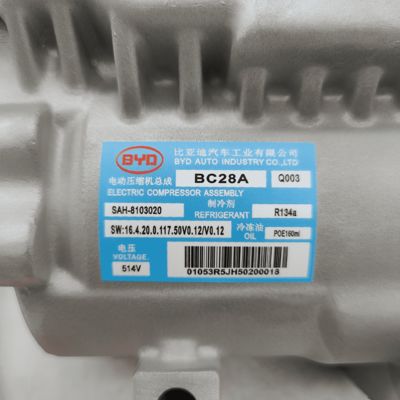 比亚迪汽车工业有限公司
BYD BYD AUTO INDUSTRY CO.,LTD
电动压缩机总成 BC28A Q003
ELECTRIC COMPRESSOR ASSEMBLY
SAH-8103020 制冷剂 REFRIGERANT R134a
SW:16.4.20.0.117.50V0.12/V0.12 冷冻油 OIL POE160ml
电压
VOLTAGE
514V 01053R5JH50200018